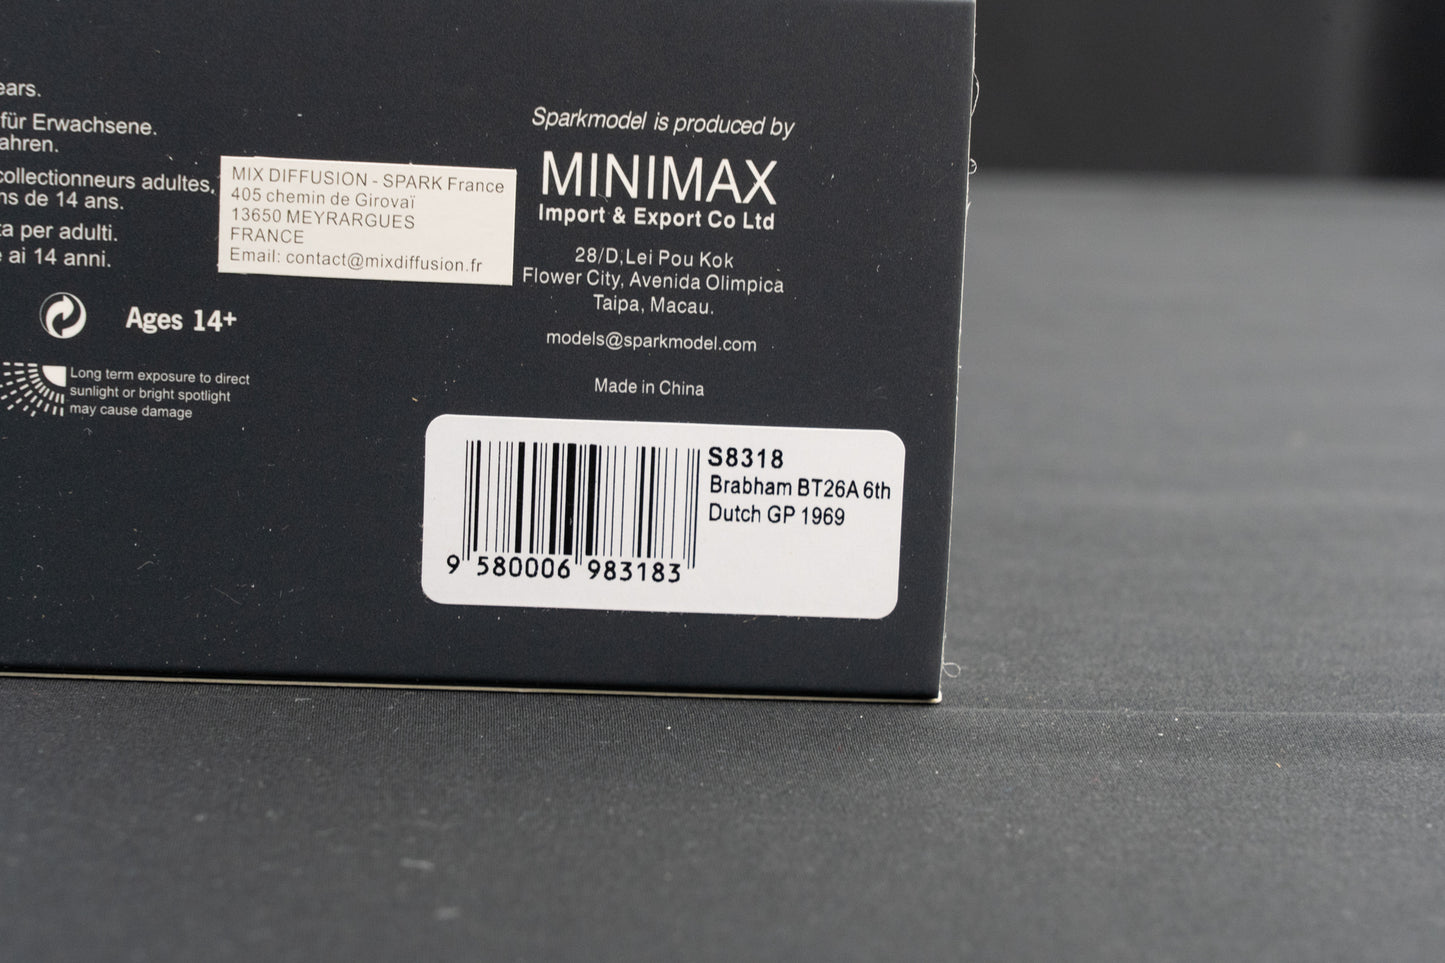 ears.
für Erwachsene.
ahren.
collectionneurs adultes,
ns de 14 ans.
ta per adulti.
e ai 14 anni.
Ages 14+
Long term exposure to direct
sunlight or bright spotlight
may cause damage
MIX DIFFUSION - SPARK France
405 chemin de Girovaï
13650 MEYRARGUES
FRANCE
Email: contact@mixdiffusion.fr
Sparkmodel is produced by
MINIMAX
Import & Export Co Ltd
28/D,Lei Pou Kok
Flower City, Avenida Olimpica
Taipa, Macau.
models@sparkmodel.com
Made in China
S8318
Brabham BT26A 6th
Dutch GP 1969
9 580006 983183